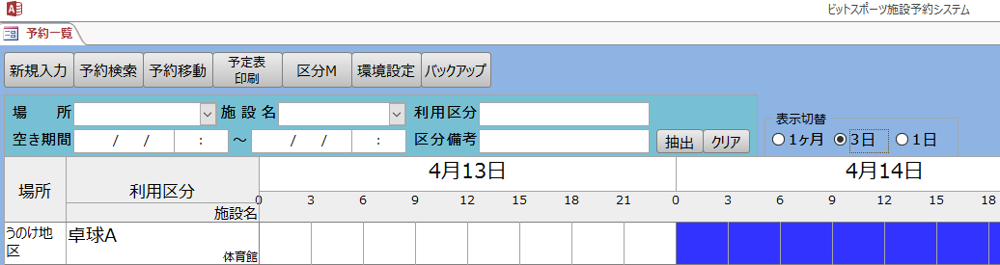 ビットスポーツ施設予約システム
予約一覧
新規入力 予約検索 予約移動 予定表 印刷 区分M 環境設定 バックアップ
場 所 施設名 利用区分
表示切替
空き期間 / / : ～ / / : 区分備考 抽出 クリア 1ヶ月 3日 1日
4月13日 4月14日
場所 利用区分
0 3 6 9 12 15 18 21 0 3 6 9 12 15 18
施設名
うのけ地区 卓球A
体育館